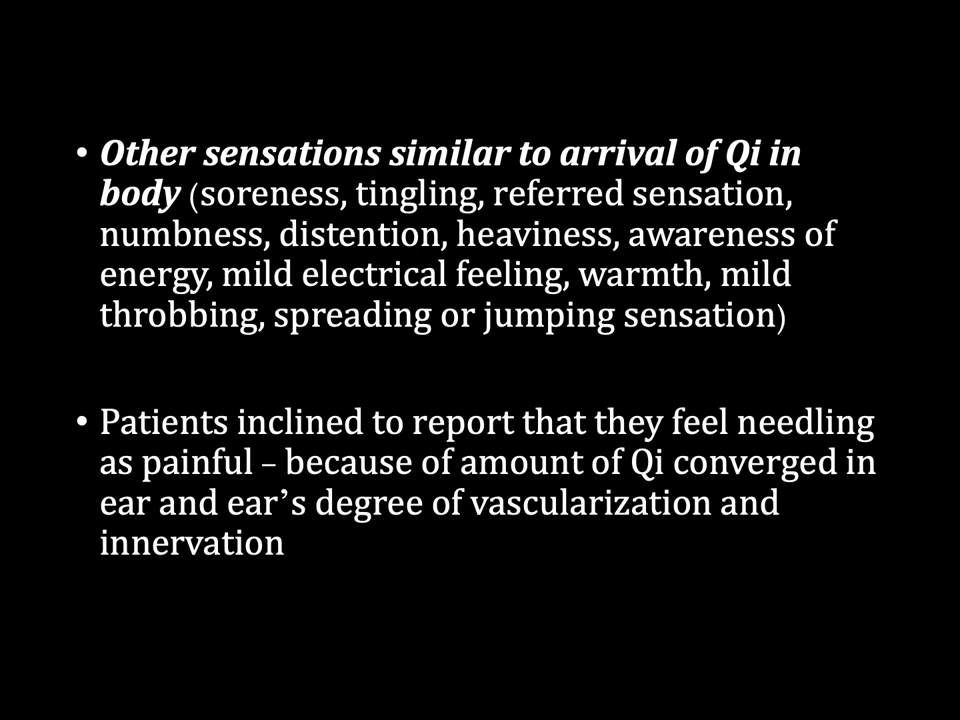 • Other sensations similar to arrival of Qi in
body (soreness, tingling, referred sensation,
numbness, distention, heaviness, awareness of
energy, mild electrical feeling, warmth, mild
throbbing, spreading or jumping sensation)
• Patients inclined to report that they feel needling
as painful – because of amount of Qi converged in
ear and ear’s degree of vascularization and
innervation